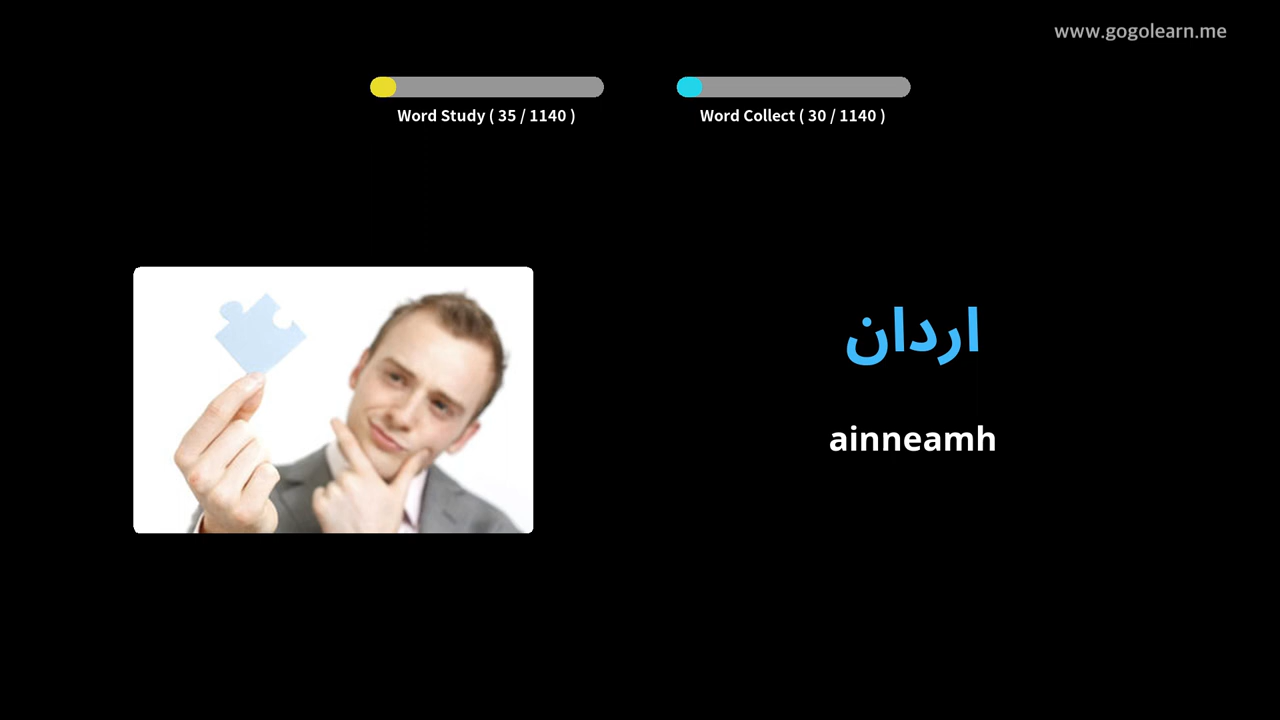 www.gogolearn.me
Word Study ( 35 / 1140 )
Word Collect ( 30 / 1140 )
اردان
ainneamh